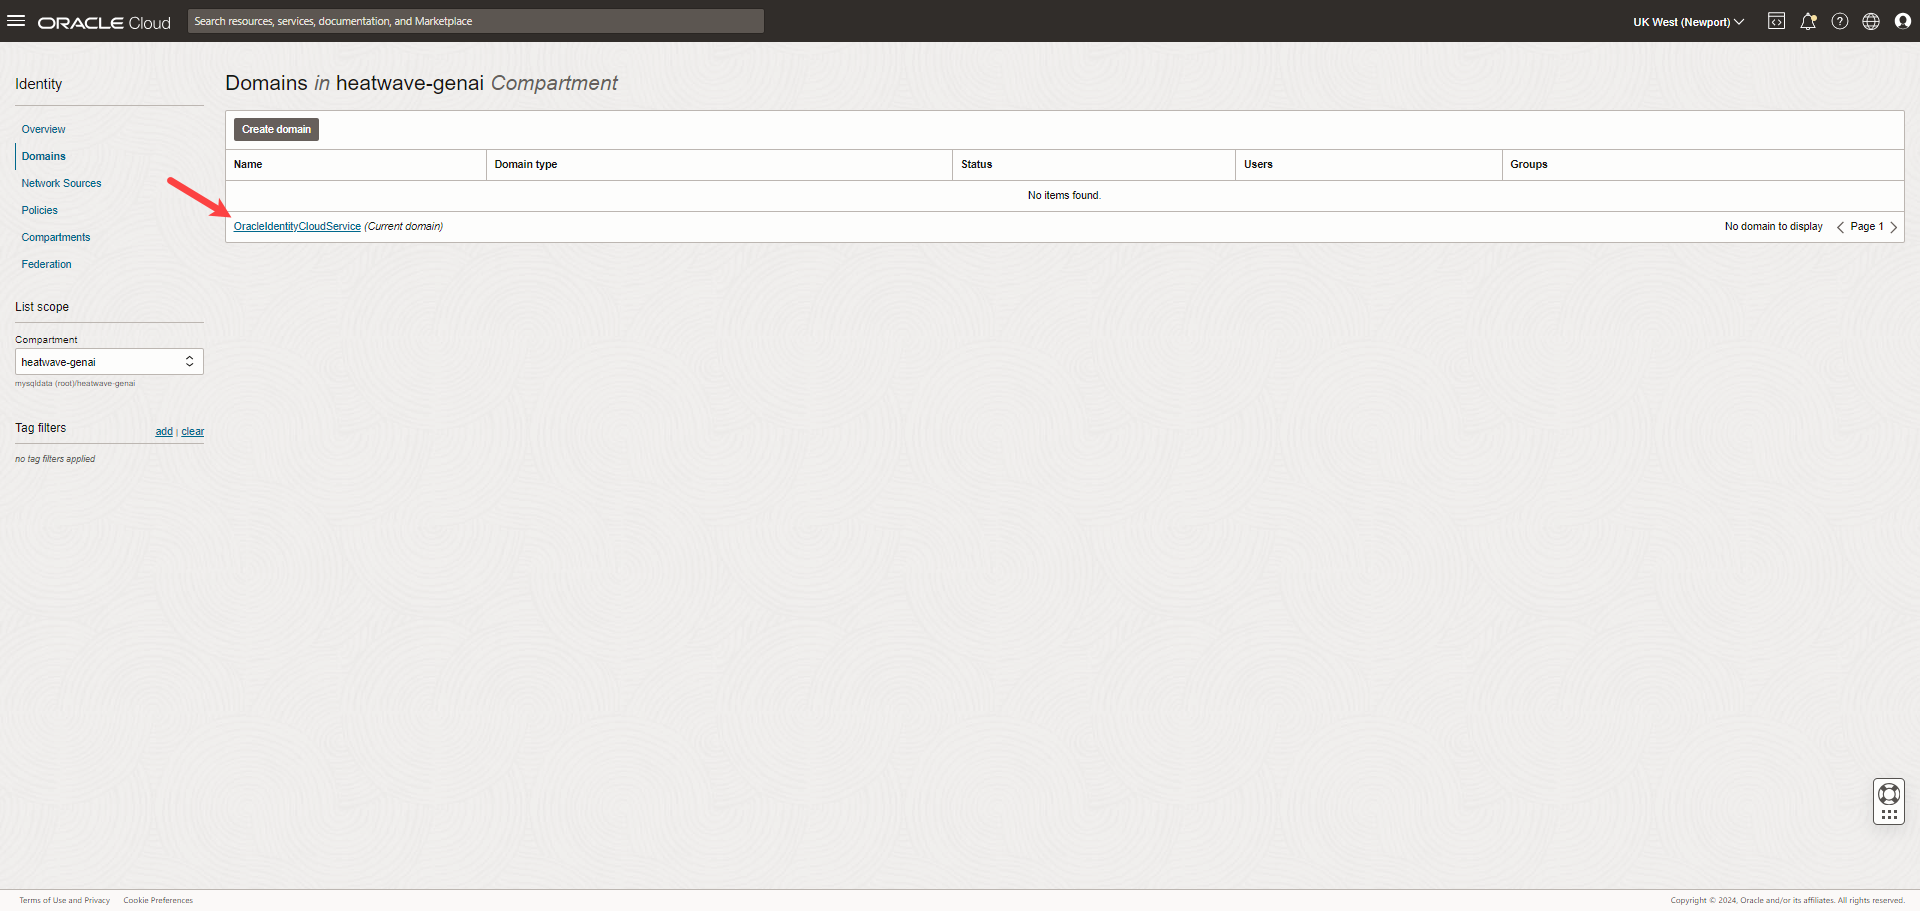 ORACLE Cloud
Search resources, services, documentation, and Marketplace
UK West (Newport)
Identity
Overview
Domains
Network Sources
Policies
Compartments
Federation
List scope
Compartment
heatwave-genai
mysqldata (root)/heatwave-genai
Tag filters
add | clear
no tag filters applied
Domains in heatwave-genai Compartment
Create domain
Name Domain type Status Users Groups
No items found.
OracleIdentityCloudService (Current domain)
No domain to display
Page 1
Terms of Use and Privacy Cookie Preferences
Copyright © 2024, Oracle and/or its affiliates. All rights reserved.